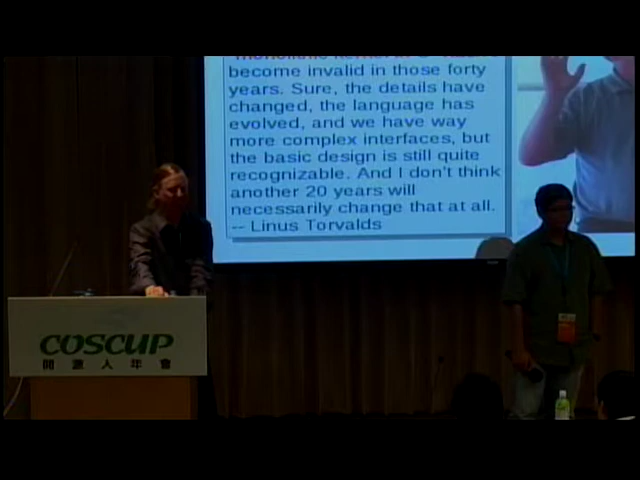 become invalid in those forty
years. Sure, the details have
changed, the language has
evolved, and we have way
more complex interfaces, but
the basic design is still quite
recognizable. And I don't think
another 20 years will
necessarily change that at all.
-- Linus Torvalds
COSCUP
開源人年會